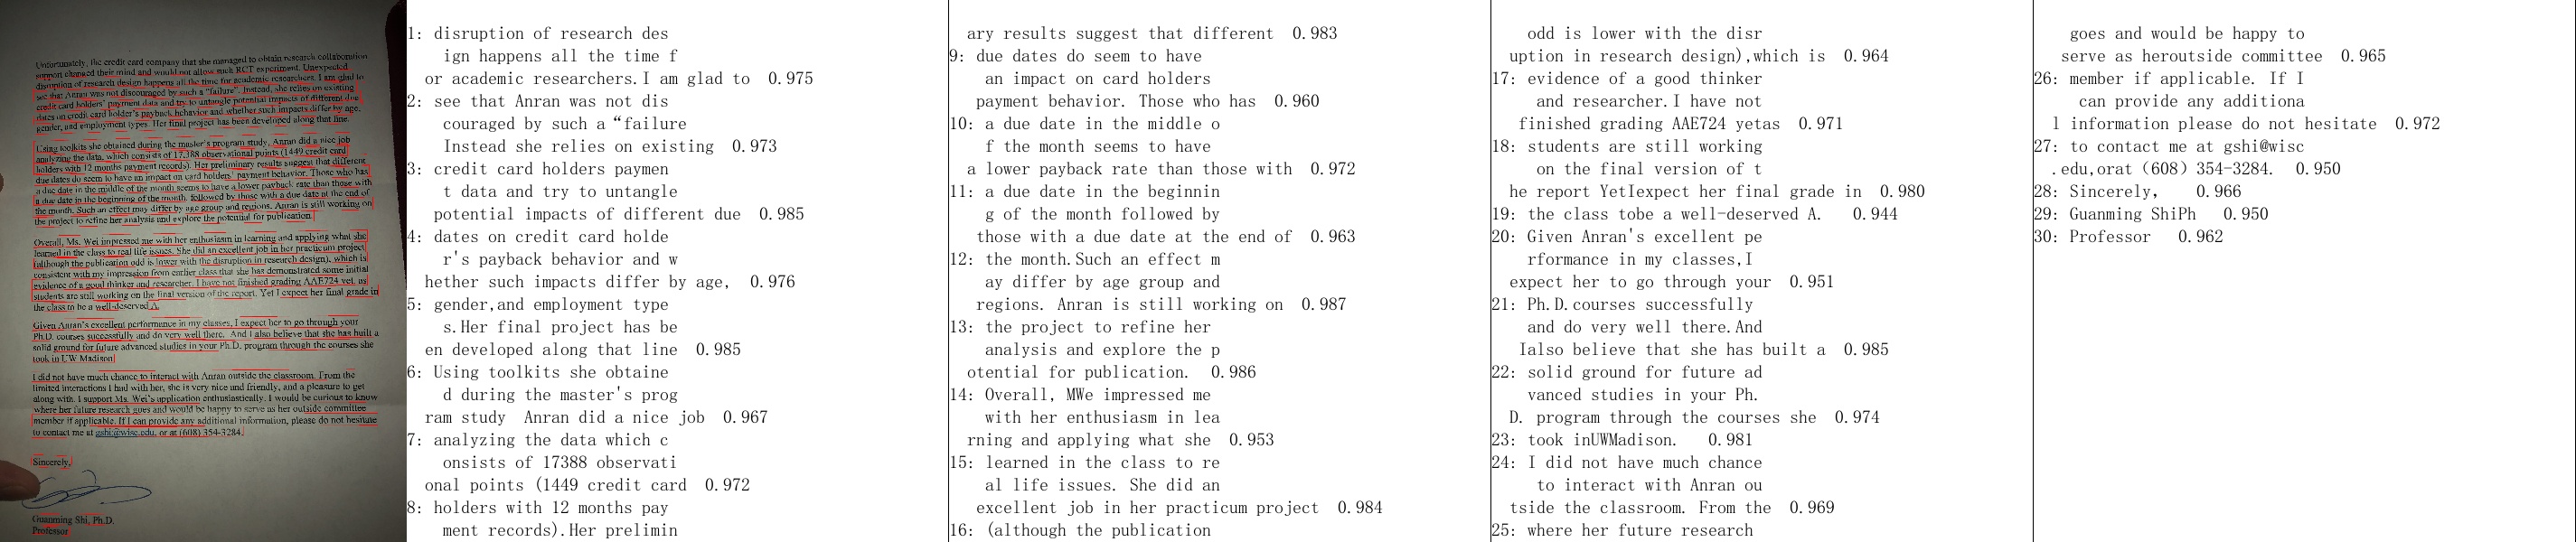 Unfortunately, the credit card company that she managed to obtain research collaboration
support changed their mind and would not allow such RCT experiment. Unexpected
disruption of research design happens all the time for academic researchers. I am glad to
see that Anran was not discouraged by such a "failure". Instead, she relies on existing
credit card holders' payment data and try to untangle potential impacts of different due
dates on credit card holder's payback behavior and whether such impacts differ by age,
gender, and employment types. Her final project has been developed along that line.
Using toolkits she obtained during the master's program study, Anran did a nice job
analyzing the data, which consists of 17,388 observational points (1449 credit card
holders with 12 months payment records). Her preliminary results suggest that different
due dates do seem to have an impact on card holders' payment behavior. Those who has
a due date in the middle of the month seems to have a lower payback rate than those with
a due date in the beginning of the month, followed by those with a due date at the end of
the month. Such an effect may differ by age group and regions. Anran is still working on
the project to refine her analysis and explore the potential for publication.
Overall, Ms. Wei impressed me with her enthusiasm in learning and applying what she
learned in the class to real life issues. She did an excellent job in her practicum project
(although the publication odd is lower with the disruption in research design), which is
consistent with my impression from earlier class that she has demonstrated some initial
evidence of a good thinker and researcher. I have not finished grading AAE724 yet, as
students are still working on the final version of the report. Yet I expect her final grade in
the class to be a well-deserved A.
Given Anran's excellent performance in my classes, I expect her to go through your
Ph.D. courses successfully and do very well there. And I also believe that she has built a
solid ground for future advanced studies in your Ph.D. program through the courses she
took in UW Madison.
I did not have much chance to interact with Anran outside the classroom. From the
limited interactions I had with her, she is very nice and friendly, and a pleasure to get
along with. I support Ms. Wei's application enthusiastically. I would be curious to know
where her future research goes and would be happy to serve as her outside committee
member if applicable. If I can provide any additional information, please do not hesitate
to contact me at gshi@wisc.edu, or at (608) 354-3284.
Sincerely,
Guanming Shi, Ph.D.
Professor
1: disruption of research des
ign happens all the time f
or academic researchers.I am glad to 0.975
2: see that Anran was not dis
couraged by such a “failure
Instead she relies on existing 0.973
3: credit card holders paymen
t data and try to untangle
potential impacts of different due 0.985
4: dates on credit card holde
r's payback behavior and w
hether such impacts differ by age, 0.976
5: gender,and employment type
s.Her final project has be
en developed along that line 0.985
6: Using toolkits she obtaine
d during the master's prog
ram study Anran did a nice job 0.967
7: analyzing the data which c
onsists of 17388 observati
onal points (1449 credit card 0.972
8: holders with 12 months pay
ment records).Her prelimin
ary results suggest that different 0.983
9: due dates do seem to have
an impact on card holders
payment behavior. Those who has 0.960
10: a due date in the middle o
f the month seems to have
a lower payback rate than those with 0.972
11: a due date in the beginnin
g of the month followed by
those with a due date at the end of 0.963
12: the month.Such an effect m
ay differ by age group and
regions. Anran is still working on 0.987
13: the project to refine her
analysis and explore the p
otential for publication. 0.986
14: Overall, MWe impressed me
with her enthusiasm in lea
rning and applying what she 0.953
15: learned in the class to re
al life issues. She did an
excellent job in her practicum project 0.984
16: (although the publication
odd is lower with the disr
uption in research design),which is 0.964
17: evidence of a good thinker
and researcher.I have not
finished grading AAE724 yetas 0.971
18: students are still working
on the final version of t
he report YetIexpect her final grade in 0.980
19: the class tobe a well-deserved A. 0.944
20: Given Anran's excellent pe
rformance in my classes,I
expect her to go through your 0.951
21: Ph.D.courses successfully
and do very well there.And
Ialso believe that she has built a 0.985
22: solid ground for future ad
vanced studies in your Ph.
D. program through the courses she 0.974
23: took inUWMadison. 0.981
24: I did not have much chance
to interact with Anran ou
tside the classroom. From the 0.969
25: where her future research
goes and would be happy to
serve as heroutside committee 0.965
26: member if applicable. If I
can provide any additiona
l information please do not hesitate 0.972
27: to contact me at gshi@wisc
.edu,orat (608) 354-3284. 0.950
28: Sincerely, 0.966
29: Guanming ShiPh 0.950
30: Professor 0.962